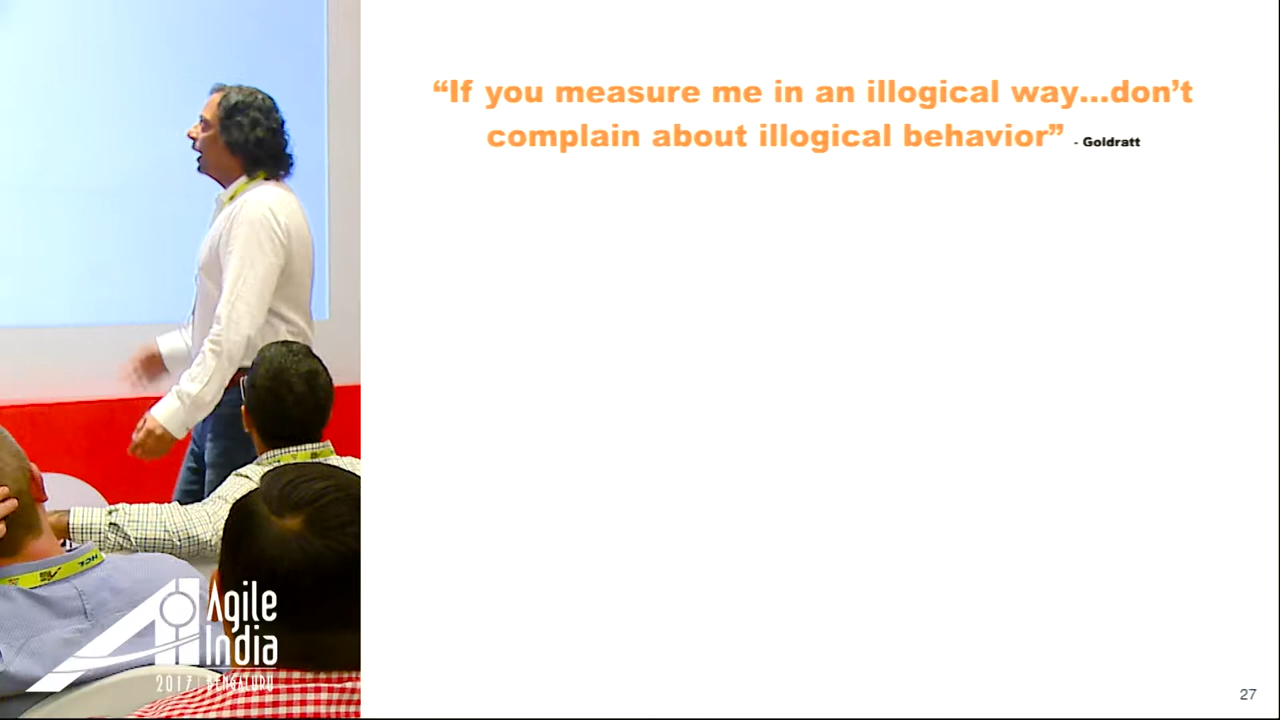 “If you measure me in an illogical way...don’t
complain about illogical behavior” - Goldratt
HCL
Agile
India
2017 | BENGALURU
27